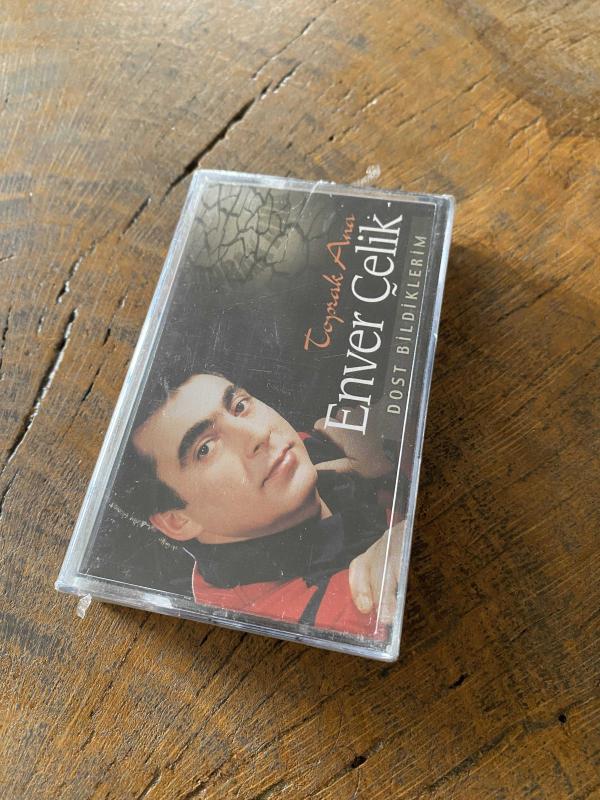 Toprak Ana
Enver Çelik
DOST BİLDİKLERİM